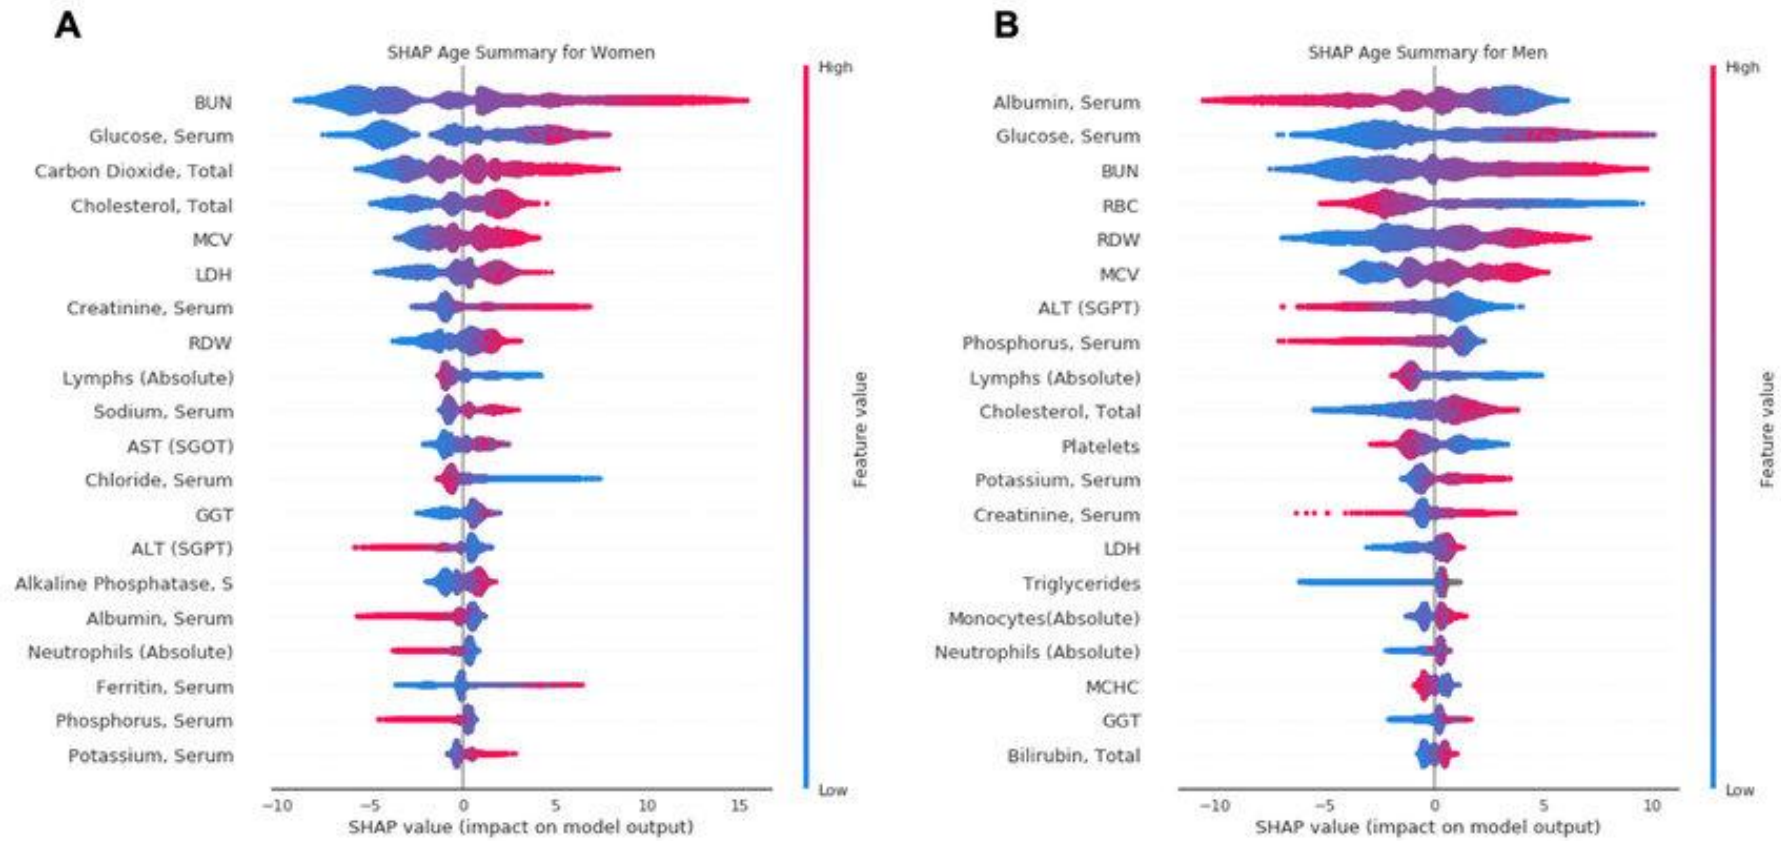 A
SHAP Age Summary for Women
High
BUN
Glucose, Serum
Carbon Dioxide, Total
Cholesterol, Total
MCV
LDH
Creatinine, Serum
RDW
Lymphs (Absolute)
Sodium, Serum
AST (SGOT)
Chloride, Serum
GGT
ALT (SGPT)
Alkaline Phosphatase, S
Albumin, Serum
Neutrophils (Absolute)
Ferritin, Serum
Phosphorus, Serum
Potassium, Serum
Feature value
Low
−10 −5 0 5 10 15
SHAP value (impact on model output)
B
SHAP Age Summary for Men
High
Albumin, Serum
Glucose, Serum
BUN
RBC
RDW
MCV
ALT (SGPT)
Phosphorus, Serum
Lymphs (Absolute)
Cholesterol, Total
Platelets
Potassium, Serum
Creatinine, Serum
LDH
Triglycerides
Monocytes(Absolute)
Neutrophils (Absolute)
MCHC
GGT
Bilirubin, Total
Feature value
Low
−10 −5 0 5 10
SHAP value (impact on model output)